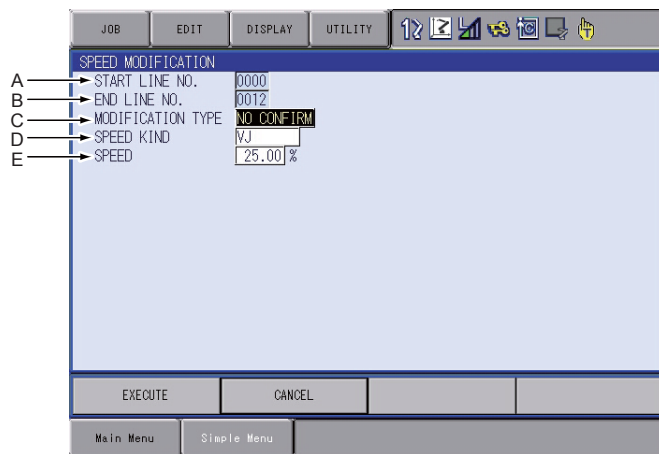 JOB EDIT DISPLAY UTILITY
SPEED MODIFICATION
A START LINE NO. 0000
B END LINE NO. 0012
C MODIFICATION TYPE NO CONFIRM
D SPEED KIND VJ
E SPEED 25.00 %
EXECUTE CANCEL
Main Menu Simple Menu